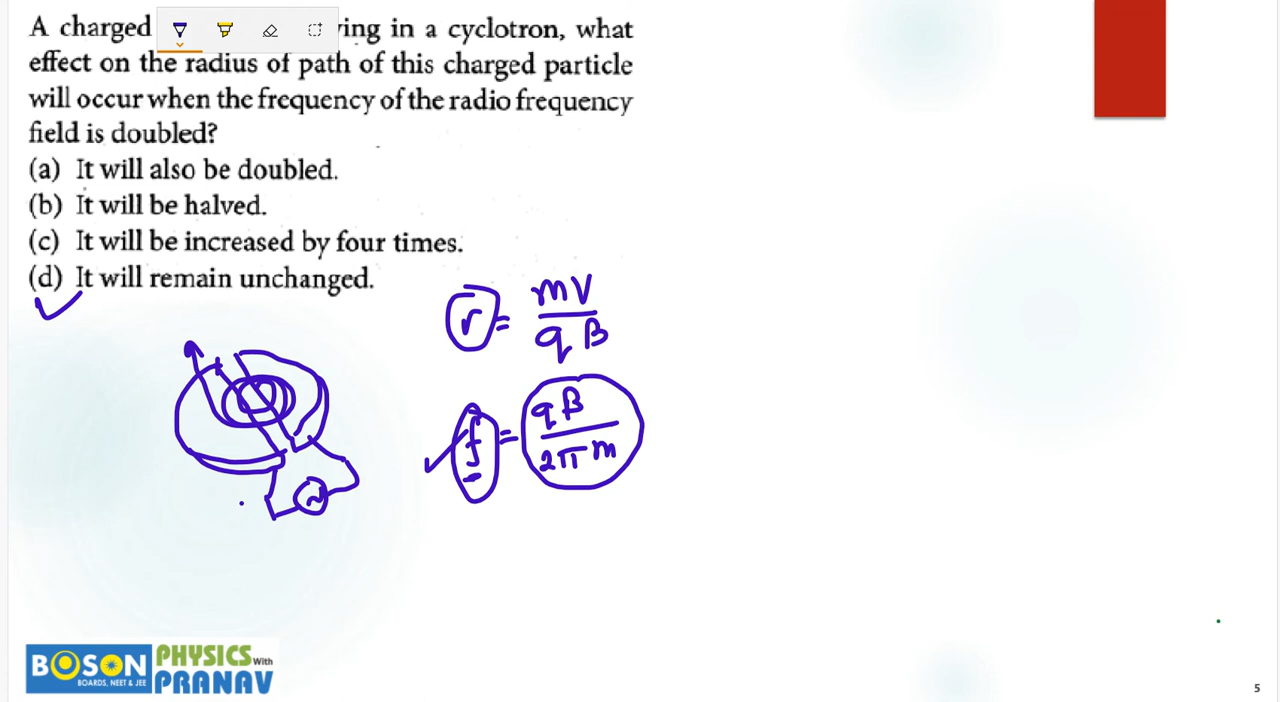 A charged ying in a cyclotron, what
effect on the radius of path of this charged particle
will occur when the frequency of the radio frequency
field is doubled?
(a) It will also be doubled.
(b) It will be halved.
(c) It will be increased by four times.
(d) It will remain unchanged.
r = mv
qB
f = qB
2π m
BOSON PHYSICS With
BOARDS, NEET & JEE PRANAV
5